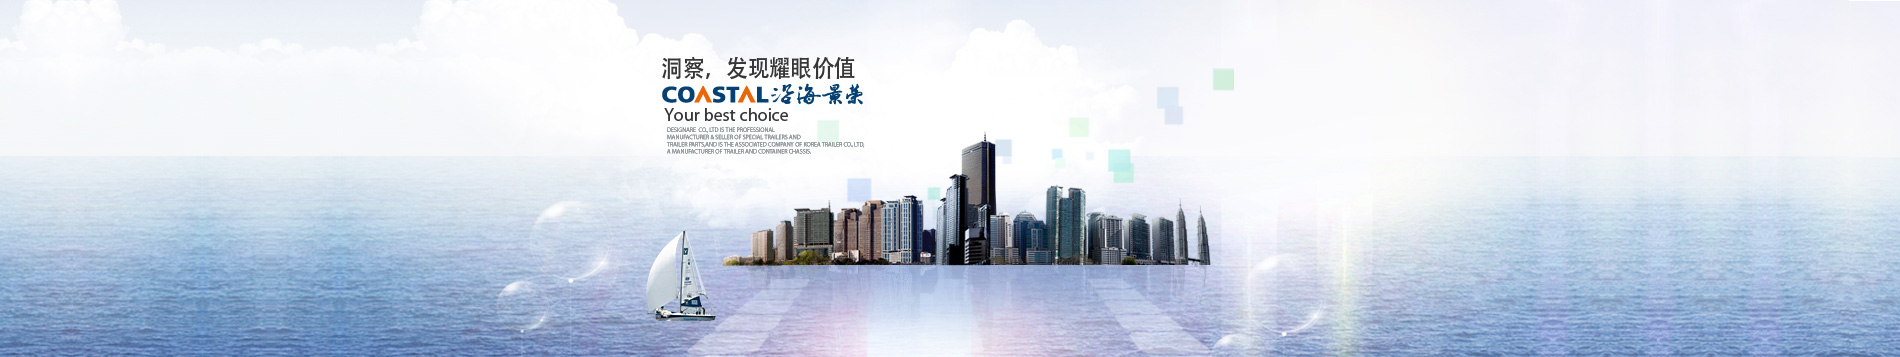 洞察，发现耀眼价值
COASTAL沿海景荣
Your best choice
DESIGNARE CO., LTD IS THE PROFESSIONAL
MANUFACTURER & SELLER OF SPECIAL TRAILERS AND
TRAILER PARTS,AND IS THE ASSOCIATED COMPANY OF KOREA TRAILER CO., LTD,
A MANUFACTURER OF TRAILER AND CONTAINER CHASSIS.